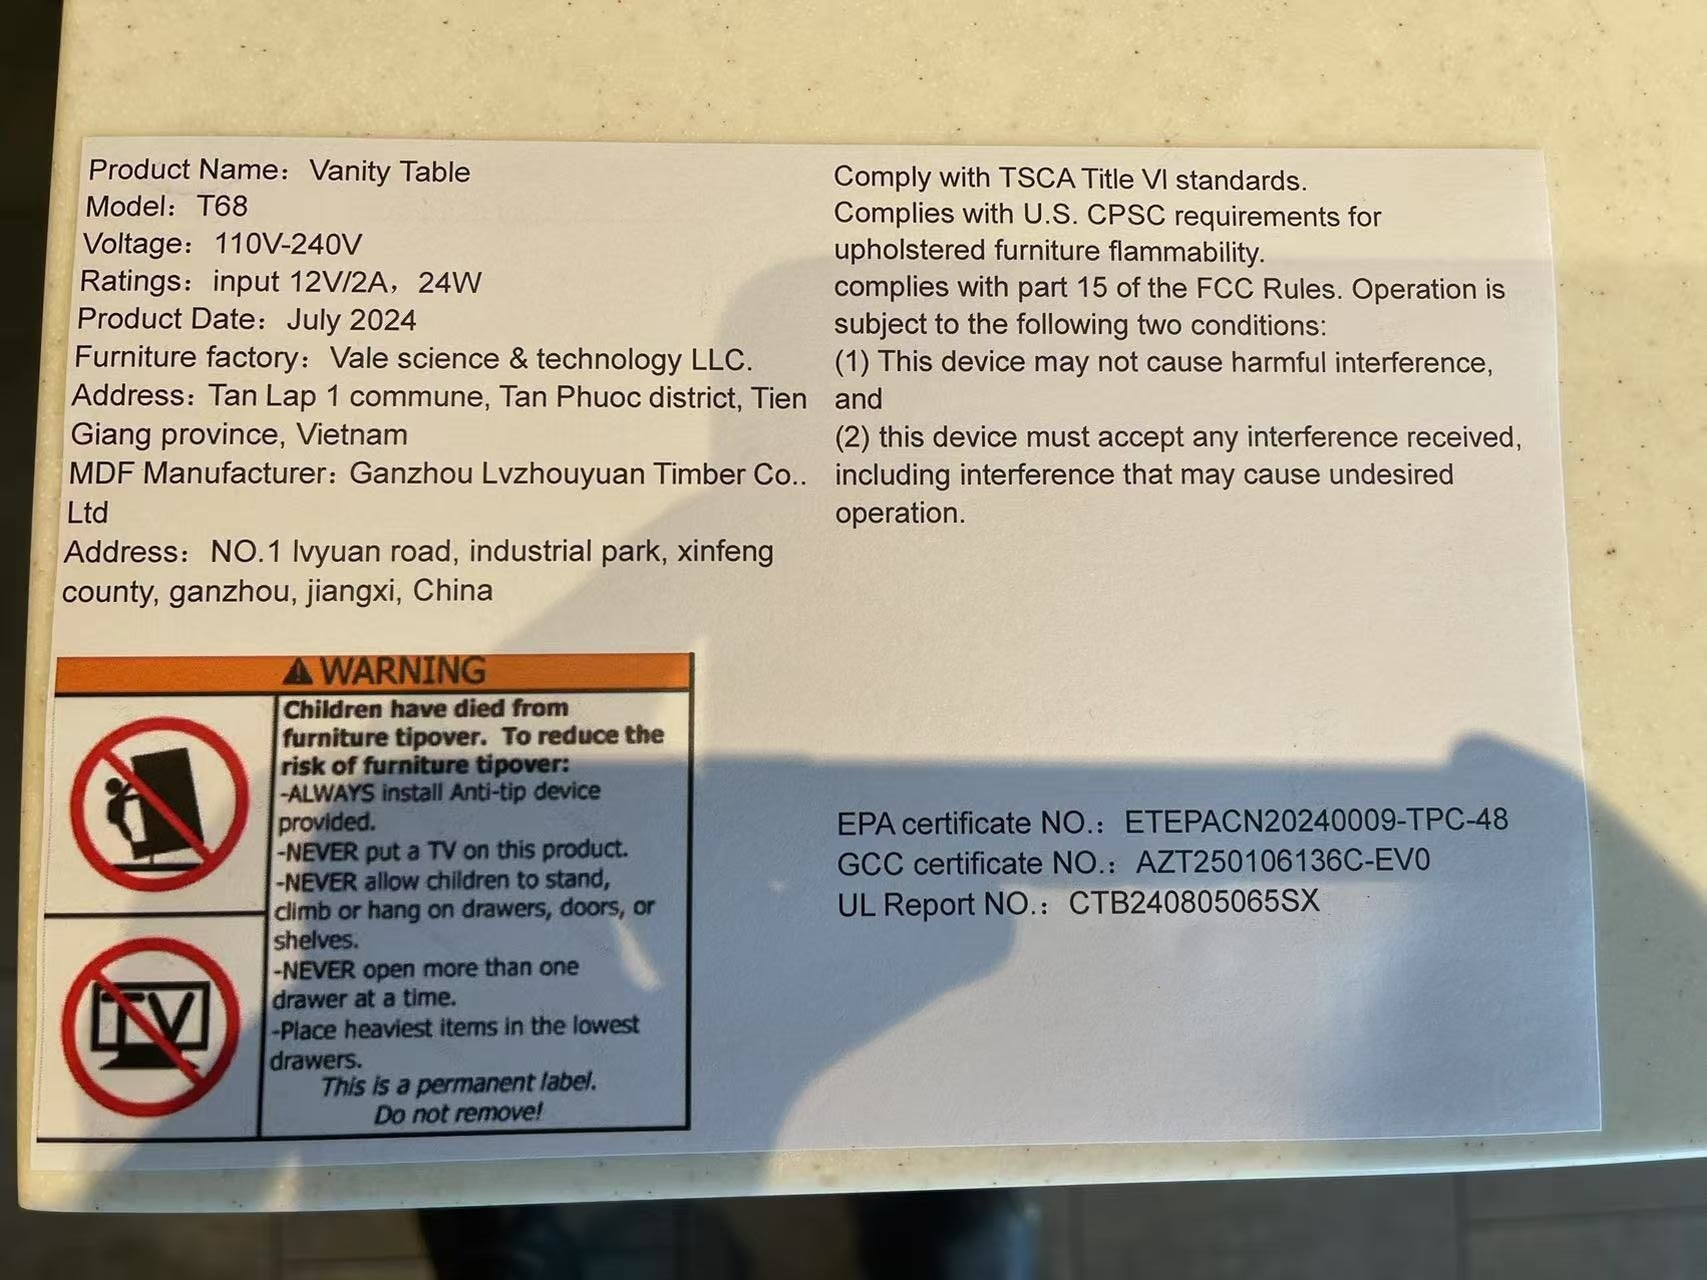 Product Name：Vanity Table
Model：T68
Voltage：110V-240V
Ratings：input 12V/2A，24W
Product Date：July 2024
Furniture factory：Vale science & technology LLC.
Address：Tan Lap 1 commune, Tan Phuoc district, Tien
Giang province, Vietnam
MDF Manufacturer：Ganzhou Lvzhouyuan Timber Co..
Ltd
Address：NO.1 lvyuan road, industrial park, xinfeng
county, ganzhou, jiangxi, China
WARNING
Children have died from
furniture tipover. To reduce the
risk of furniture tipover:
-ALWAYS install Anti-tip device
provided.
-NEVER put a TV on this product.
-NEVER allow children to stand,
climb or hang on drawers, doors, or
shelves.
-NEVER open more than one
drawer at a time.
-Place heaviest items in the lowest
drawers.
This is a permanent label.
Do not remove!
TV
Comply with TSCA Title VI standards.
Complies with U.S. CPSC requirements for
upholstered furniture flammability.
complies with part 15 of the FCC Rules. Operation is
subject to the following two conditions:
(1) This device may not cause harmful interference,
and
(2) this device must accept any interference received,
including interference that may cause undesired
operation.
EPA certificate NO.：ETEPACN20240009-TPC-48
GCC certificate NO.：AZT250106136C-EV0
UL Report NO.：CTB240805065SX